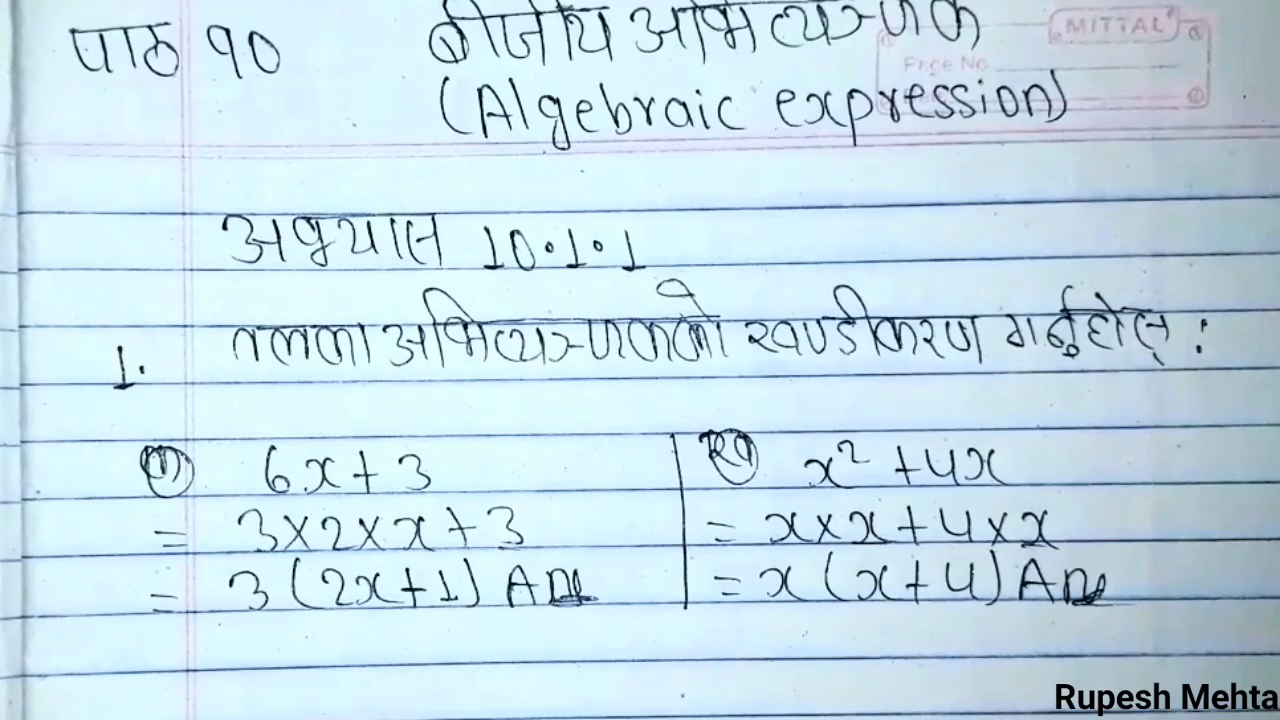 पाठ १० बीजीय अभिव्यञ्जक
MITTAL
Page No.
(Algebraic expression)
अभ्यास 10.1.1
1. तलका अभिव्यञ्जकको खण्डीकरण गर्नुहोस् :
(क) 6x + 3 (ख) x² + 4x
= 3×2×x + 3 = x×x + 4×x
= 3 (2x+1) Ans = x (x+4) Ans
Rupesh Mehta